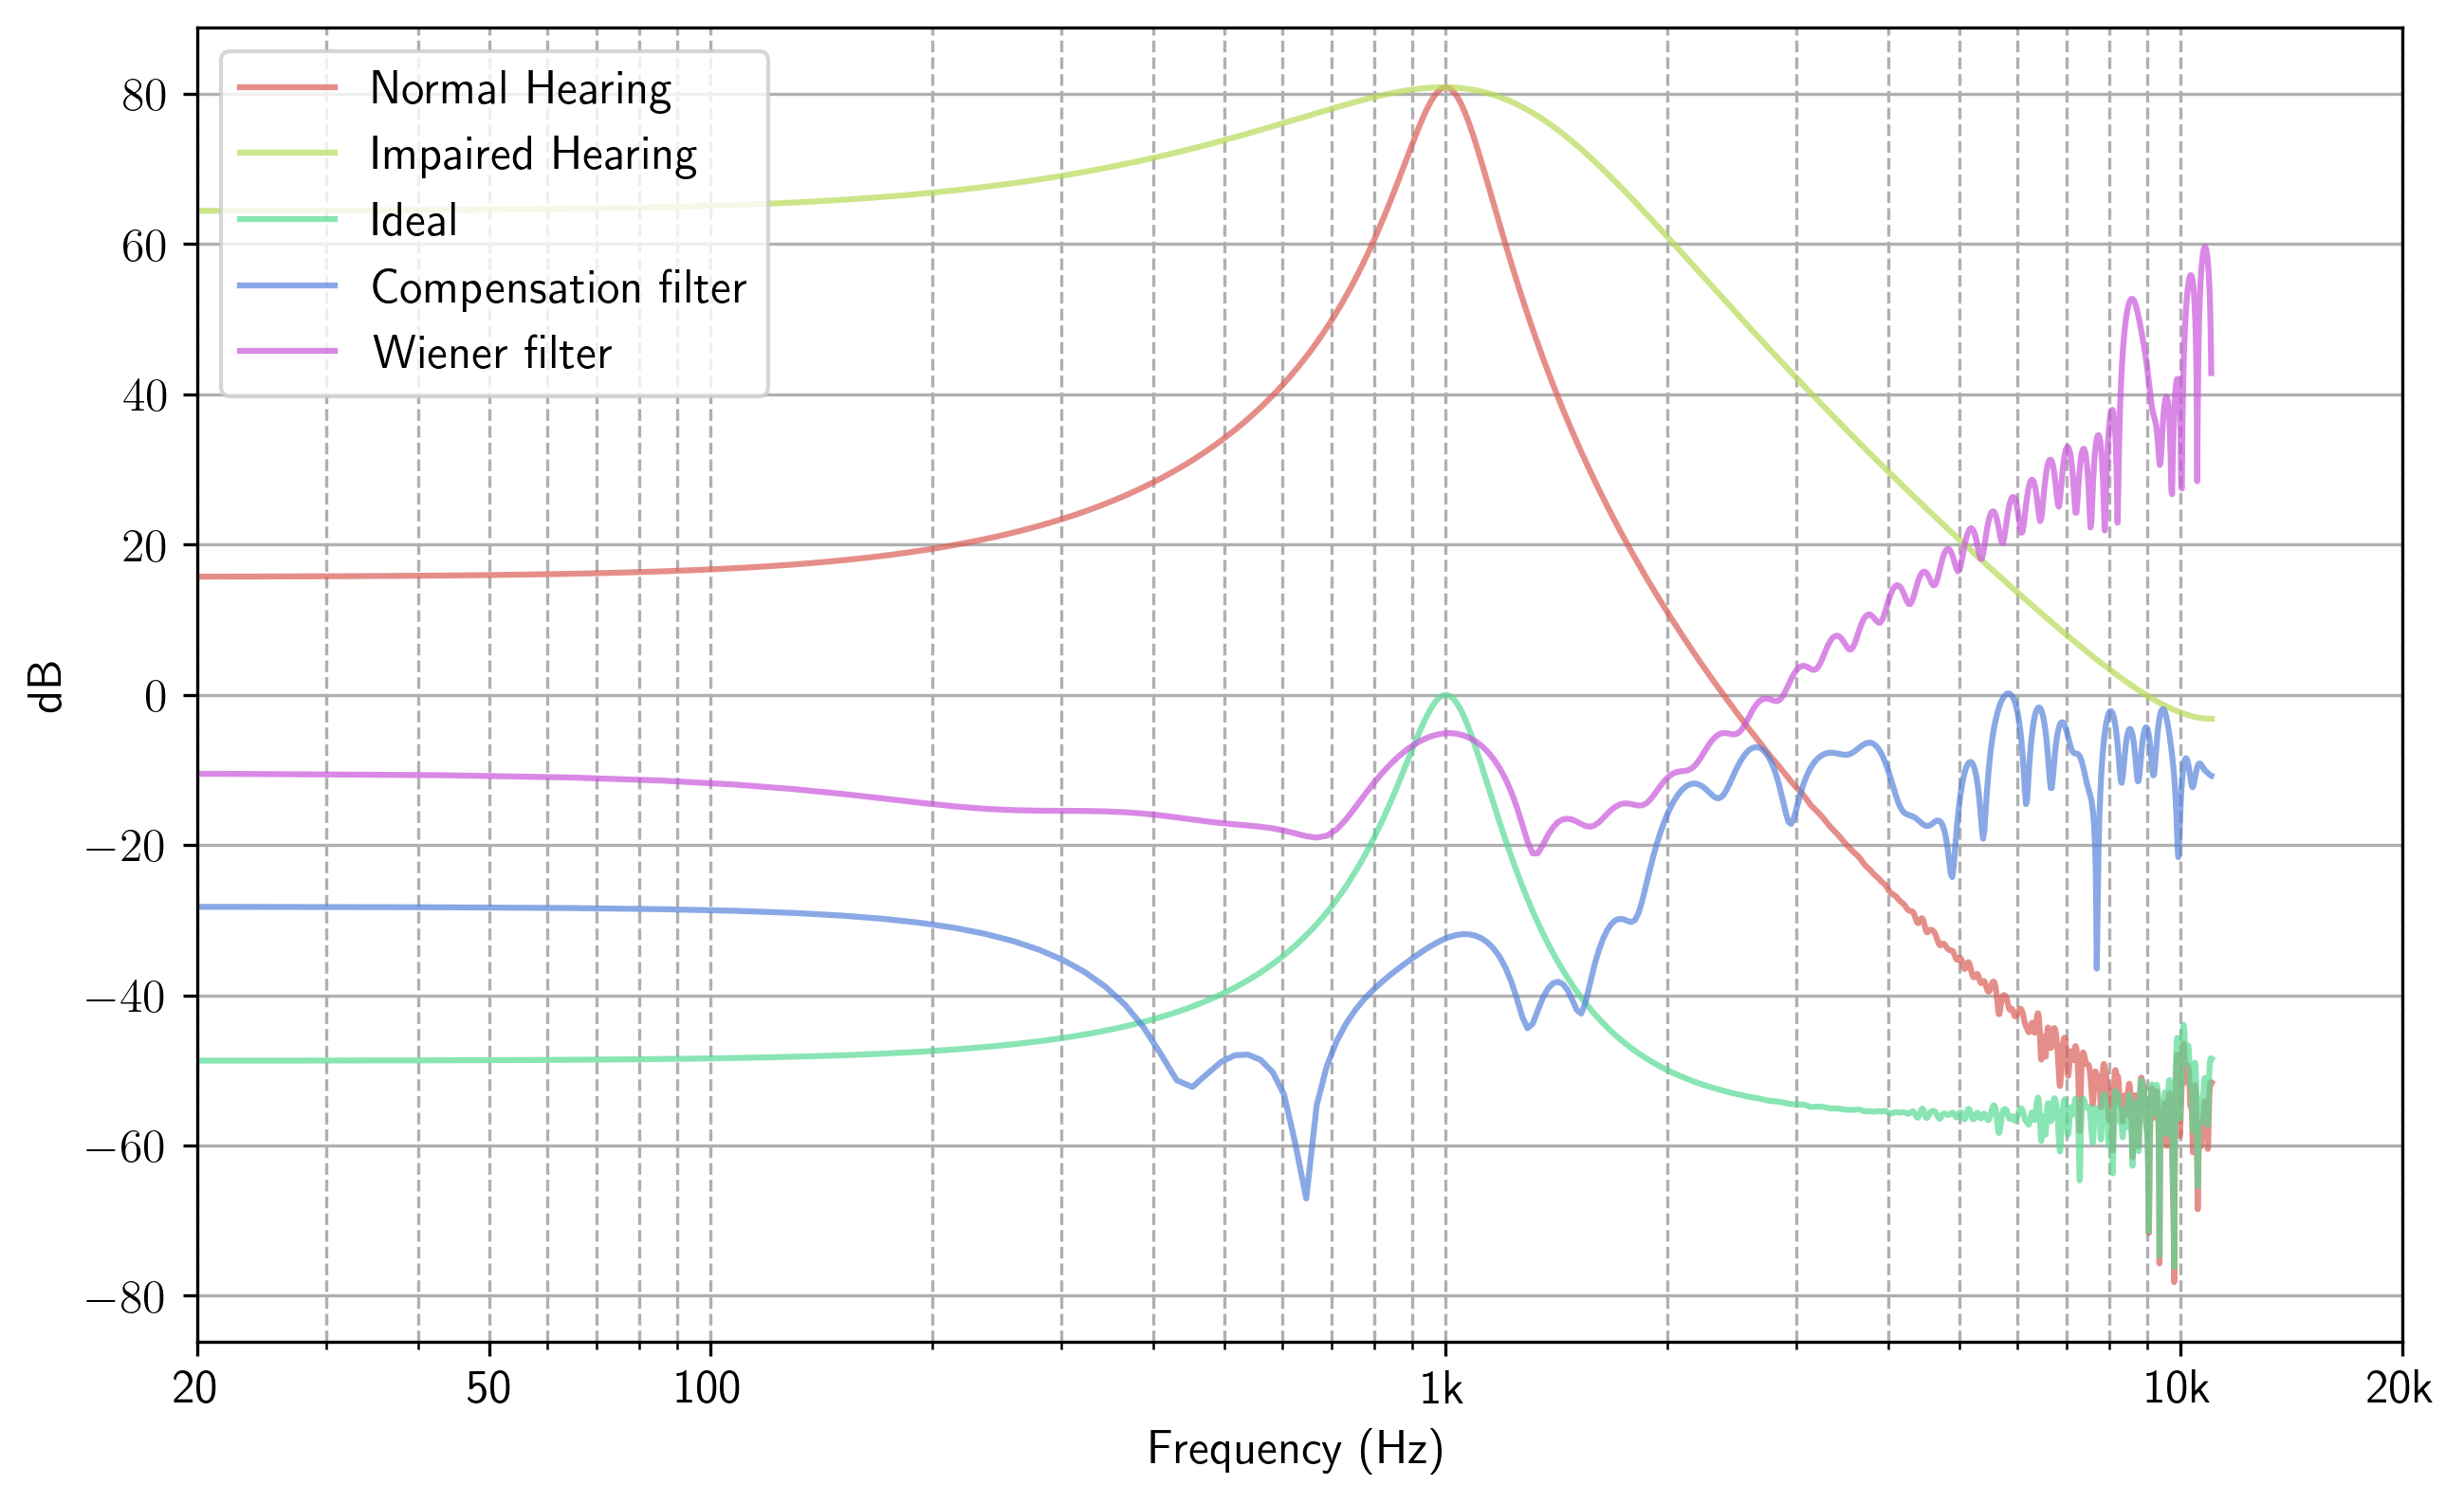 Normal Hearing
Impaired Hearing
Ideal
Compensation filter
Wiener filter
80
60
40
20
0
−20
−40
−60
−80
dB
20 50 100 1k 10k 20k
Frequency (Hz)